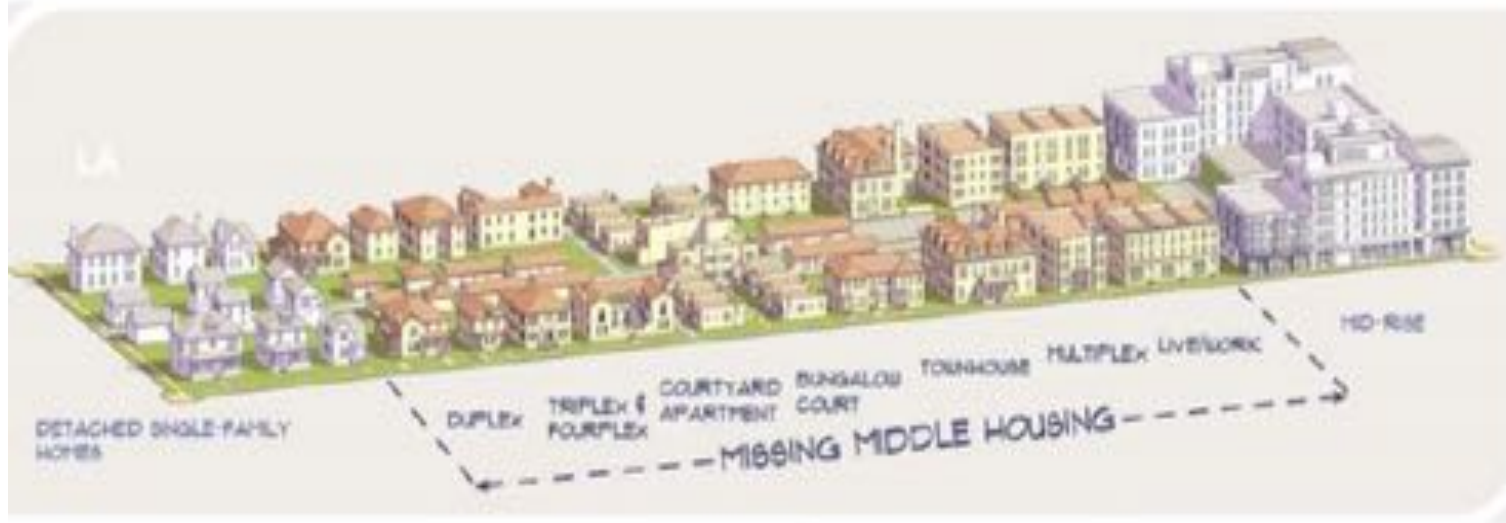 LA
DETACHED SINGLE-FAMILY
HOMES
DUPLEX
TRIPLEX &
FOURPLEX
COURTYARD
APARTMENT
BUNGALOW
COURT
TOWNHOUSE
MULTIPLEX
LIVE/WORK
MID-RISE
MISSING MIDDLE HOUSING